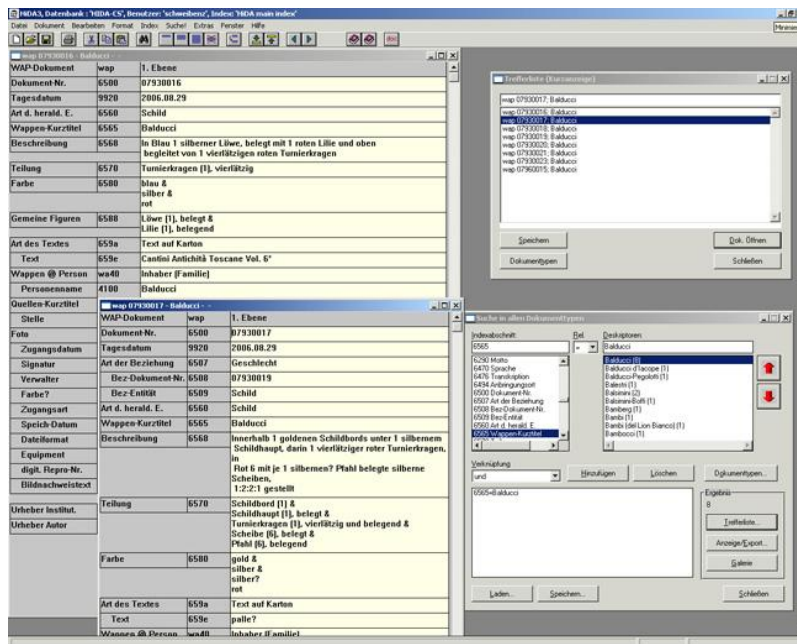 HiDA3, Datenbank : 'HIDA-CS', Benutzer: 'schweibenz', Index: 'HiDA main index'
Datei Dokument Bearbeiten Format Index Suche! Extras Fenster Hilfe
wap 07930016 - Balducci - -
WAP-Dokument wap 1. Ebene
Dokument-Nr. 6500 07930016
Tagesdatum 9920 2006.08.29
Art d. herald. E. 6560 Schild
Wappen-Kurztitel 6565 Balducci
Beschreibung 6568 In Blau 1 silberner Löwe, belegt mit 1 roten Lilie und oben
begleitet von 1 vierlätzigen roten Turnierkragen
Teilung 6570 Turnierkragen [1], vierlätzig
Farbe 6580 blau &
silber &
rot
Gemeine Figuren 6588 Löwe [1], belegt &
Lilie [1], belegend
Art des Textes 659a Text auf Karton
Text 659e Cantini Antichità Toscane Vol. 6°
Wappen @ Person wa40 Inhaber [Familie]
Personenname 4100 Balducci
Quellen-Kurztitel
Stelle
Foto
Zugangsdatum
Signatur
Verwalter
Farbe?
Zugangsart
Speich-Datum
Dateiformat
Equipment
digit. Repro-Nr.
Bildnachweistext
Urheber Institut.
Urheber Autor
wap 07930017 - Balducci - -
WAP-Dokument wap 1. Ebene
Dokument-Nr. 6500 07930017
Tagesdatum 9920 2006.08.29
Art der Beziehung 6507 Geschlecht
Bez-Dokument-Nr. 6508 07930019
Bez-Entität 6509 Schild
Art d. herald. E. 6560 Schild
Wappen-Kurztitel 6565 Balducci
Beschreibung 6568 Innerhalb 1 goldenen Schildbords unter 1 silbernem
Schildhaupt, darin 1 vierlätziger roter Turnierkragen,
in
Rot 6 mit je 1 silbernen? Pfahl belegte silberne
Scheiben,
1:2:2:1 gestellt
Teilung 6570 Schildbord [1] &
Schildhaupt [1], belegt &
Turnierkragen [1], vierlätzig und belegend &
Scheibe [6], belegt &
Pfahl [6], belegend
Farbe 6580 gold &
silber &
silber?
rot
Art des Textes 659a Text auf Karton
Text 659e palle?
Wappen @ Person wa40 Inhaber [Familie]
Trefferliste (Kurzanzeige)
wap 07930017; Balducci
wap 07930016; Balducci
wap 07930017; Balducci
wap 07930018; Balducci
wap 07930019; Balducci
wap 07930020; Balducci
wap 07930021; Balducci
wap 07930023; Balducci
wap 07960015; Balducci
Speichern Dok. Öffnen
Dokumenttypen Schließen
Suche in allen Dokumenttypen
Indexabschnitt: Rel. Deskriptoren:
6565 = Balducci
6290 Motto
6470 Sprache
6476 Transkription
6494 Anbringungsort
6500 Dokument-Nr.
6507 Art der Beziehung
6508 Bez-Dokument-Nr.
6509 Bez-Entität
6560 Art d. herald. E.
6565 Wappen-Kurztitel
Balducci (8)
Balducci d'Iacope (1)
Balducci-Pegolotti (1)
Balestri (1)
Balsimini (2)
Balsimini-Boffi (1)
Bamberg (1)
Bambi (1)
Bambi (del Lion Bianco) (1)
Bambocci (1)
Verknüpfung
und Hinzufügen Löschen Dokumenttypen...
6565=Balducci
Ergebnis
8
Trefferliste...
Anzeige/Export...
Galerie
Laden... Speichern... Schließen